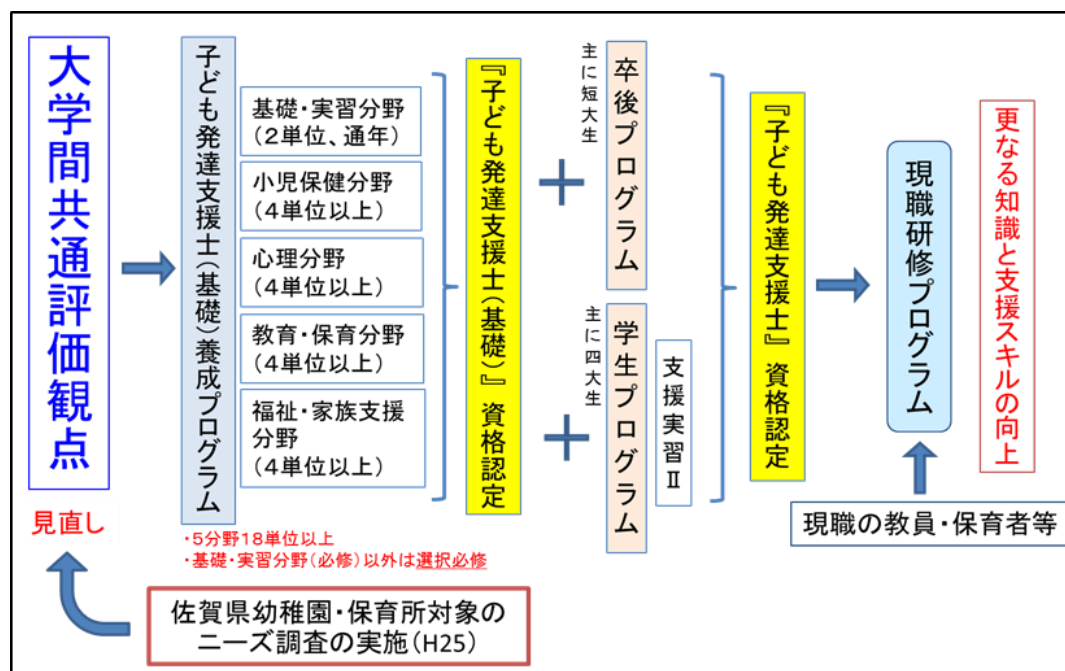 大学間共通評価観点
見直し
子ども発達支援士(基礎)養成プログラム
基礎・実習分野
(2単位、通年)
小児保健分野
(4単位以上)
心理分野
(4単位以上)
教育・保育分野
(4単位以上)
福祉・家族支援
分野
(4単位以上)
・5分野18単位以上
・基礎・実習分野(必修)以外は選択必修
佐賀県幼稚園・保育所対象の
ニーズ調査の実施(H25)
『子ども発達支援士(基礎)』 資格認定
主に短大生
卒後プログラム
主に四大生
学生プログラム
支援実習Ⅱ
『子ども発達支援士』 資格認定
現職研修プログラム
現職の教員・保育者等
更なる知識と支援スキルの向上